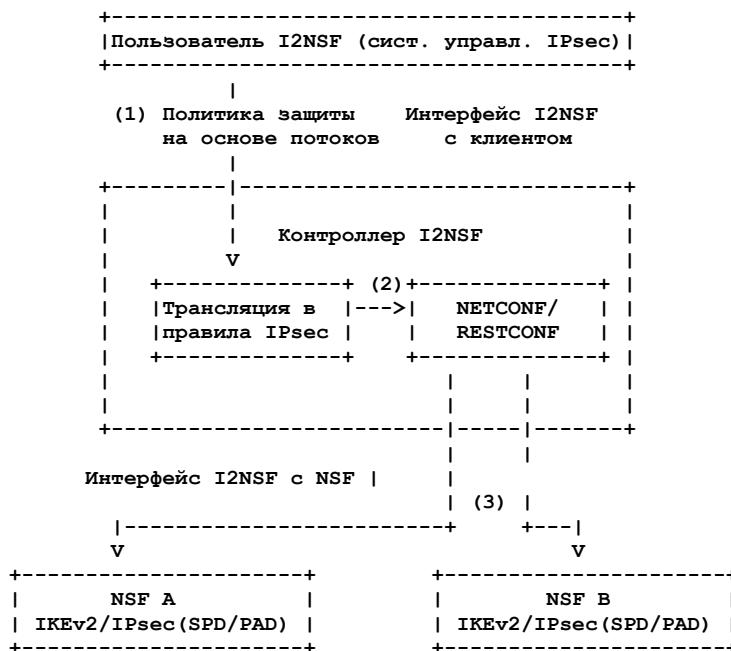 Пользователь I2NSF (сист. управл. IPsec)
(1) Политика защиты Интерфейс I2NSF
на основе потоков с клиентом
Контроллер I2NSF
V
(2)
Трансляция в NETCONF/
--->
правила IPsec RESTCONF
Интерфейс I2NSF с NSF
(3)
V V
NSF A NSF B
IKEv2/IPsec(SPD/PAD) IKEv2/IPsec(SPD/PAD)